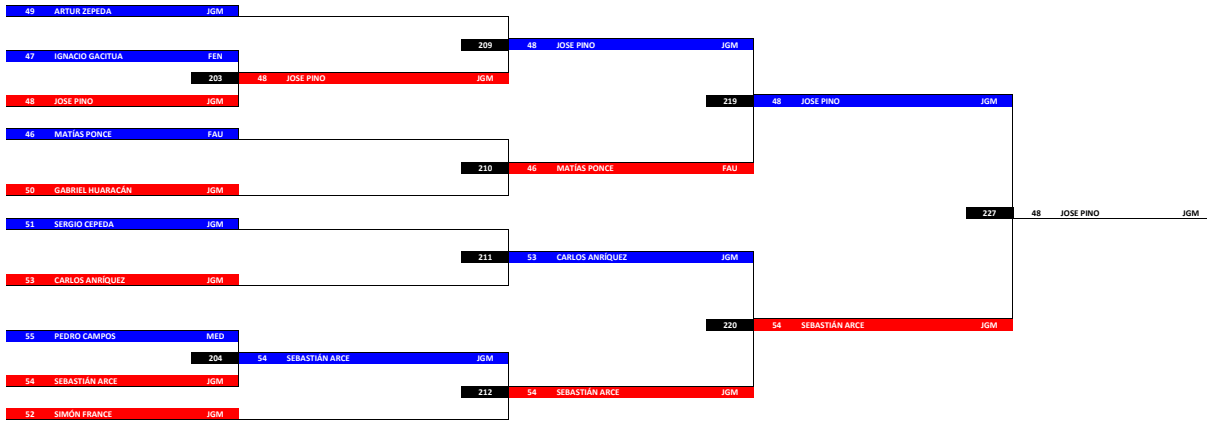 49 ARTUR ZEPEDA JGM
209 48 JOSE PINO JGM
47 IGNACIO GACITUA FEN
203 48 JOSE PINO JGM
48 JOSE PINO JGM
219 48 JOSE PINO JGM
46 MATÍAS PONCE FAU
210 46 MATÍAS PONCE FAU
50 GABRIEL HUARACÁN JGM
227 48 JOSE PINO JGM
51 SERGIO CEPEDA JGM
211 53 CARLOS ANRÍQUEZ JGM
53 CARLOS ANRÍQUEZ JGM
220 54 SEBASTIÁN ARCE JGM
55 PEDRO CAMPOS MED
204 54 SEBASTIÁN ARCE JGM
54 SEBASTIÁN ARCE JGM
212 54 SEBASTIÁN ARCE JGM
52 SIMÓN FRANCE JGM